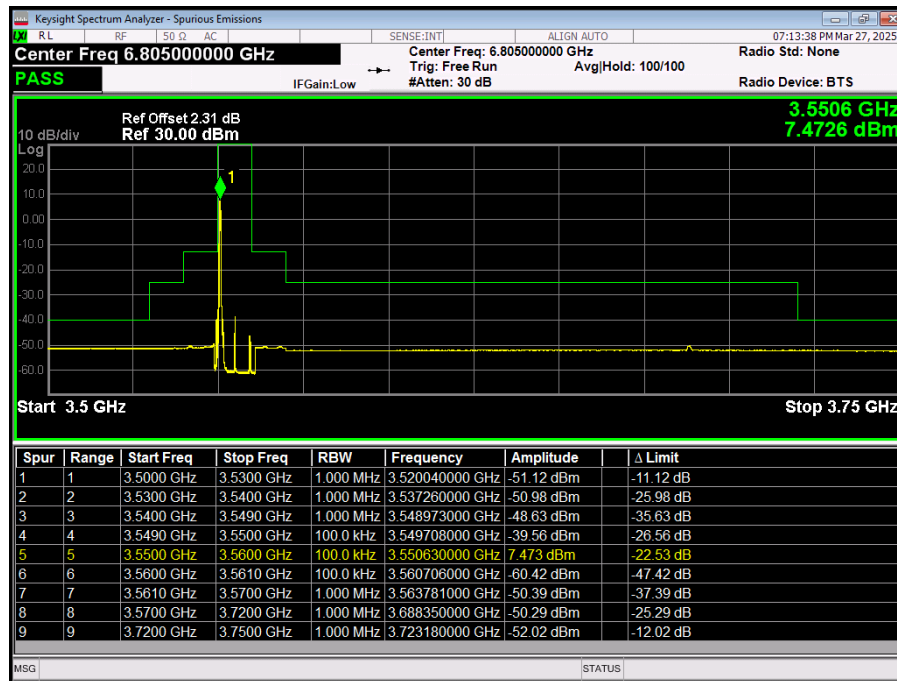 Keysight Spectrum Analyzer - Spurious Emissions
LXI RL RF 50 Ω AC SENSE:INT ALIGN AUTO 07:13:38 PM Mar 27, 2025
Center Freq 6.805000000 GHz Center Freq: 6.805000000 GHz Radio Std: None
Trig: Free Run Avg|Hold: 100/100
PASS IFGain:Low #Atten: 30 dB Radio Device: BTS
3.5506 GHz
7.4726 dBm
Ref Offset 2.31 dB
10 dB/div Ref 30.00 dBm
Log
1
20.0
10.0
0.00
-10.0
-20.0
-30.0
-40.0
-50.0
-60.0
Start 3.5 GHz Stop 3.75 GHz
Spur Range Start Freq Stop Freq RBW Frequency Amplitude Δ Limit
1 1 3.5000 GHz 3.5300 GHz 1.000 MHz 3.520040000 GHz -51.12 dBm -11.12 dB
2 2 3.5300 GHz 3.5400 GHz 1.000 MHz 3.537260000 GHz -50.98 dBm -25.98 dB
3 3 3.5400 GHz 3.5490 GHz 1.000 MHz 3.548973000 GHz -48.63 dBm -35.63 dB
4 4 3.5490 GHz 3.5500 GHz 100.0 kHz 3.549708000 GHz -39.56 dBm -26.56 dB
5 5 3.5500 GHz 3.5600 GHz 100.0 kHz 3.550630000 GHz 7.473 dBm -22.53 dB
6 6 3.5600 GHz 3.5610 GHz 100.0 kHz 3.560706000 GHz -60.42 dBm -47.42 dB
7 7 3.5610 GHz 3.5700 GHz 1.000 MHz 3.563781000 GHz -50.39 dBm -37.39 dB
8 8 3.5700 GHz 3.7200 GHz 1.000 MHz 3.688350000 GHz -50.29 dBm -25.29 dB
9 9 3.7200 GHz 3.7500 GHz 1.000 MHz 3.723180000 GHz -52.02 dBm -12.02 dB
MSG STATUS